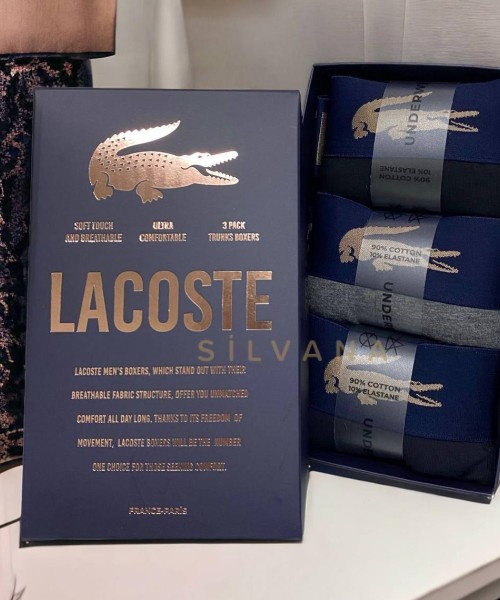 SOFT TOUCH
AND BREATHABLE
ULTRA
COMFORTABLE
3 PACK
TRUNKS BOXERS
LACOSTE
SİLVANA
LACOSTE MEN'S BOXERS, WHICH STAND OUT WITH THEIR
BREATHABLE FABRIC STRUCTURE, OFFER YOU UNMATCHED
COMFORT ALL DAY LONG, THANKS TO ITS FREEDOM OF
MOVEMENT, LACOSTE BOXERS WILL BE THE NUMBER
ONE CHOICE FOR THOSE SEEKING COMFORT.
FRANCE-PARİS
UNDERW
90% COTTON
10% ELASTANE
90% COTTON
10% ELASTANE
UNDER
90% COTTON
10% ELASTANE
UNDE